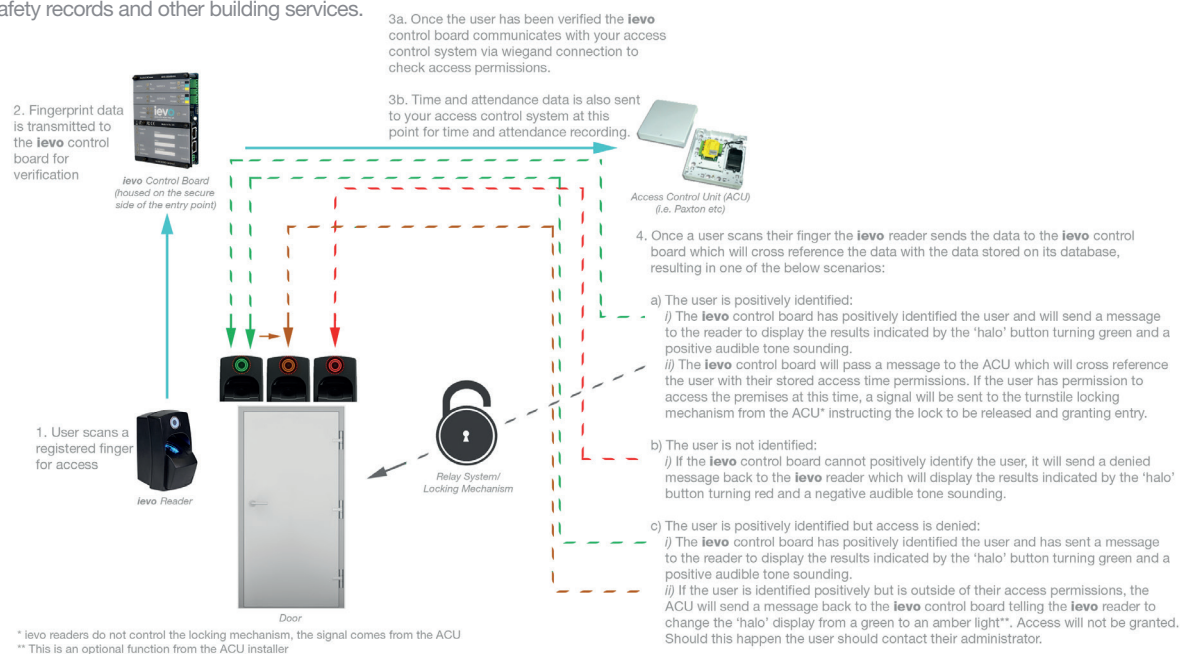 afety records and other building services.
3a. Once the user has been verified the ievo
control board communicates with your access
control system via wiegand connection to
check access permissions.
3b. Time and attendance data is also sent
to your access control system at this
point for time and attendance recording.
2. Fingerprint data
is transmitted to
the ievo control
board for
verification
ievo
ievo Control Board
(housed on the secure
side of the entry point)
Access Control Unit (ACU)
(i.e. Paxton etc)
4. Once a user scans their finger the ievo reader sends the data to the ievo control
board which will cross reference the data with the data stored on its database,
resulting in one of the below scenarios:
a) The user is positively identified:
i) The ievo control board has positively identified the user and will send a message
to the reader to display the results indicated by the ‘halo’ button turning green and a
positive audible tone sounding.
ii) The ievo control board will pass a message to the ACU which will cross reference
the user with their stored access time permissions. If the user has permission to
access the premises at this time, a signal will be sent to the turnstile locking
mechanism from the ACU* instructing the lock to be released and granting entry.
b) The user is not identified:
i) If the ievo control board cannot positively identify the user, it will send a denied
message back to the ievo reader which will display the results indicated by the ‘halo’
button turning red and a negative audible tone sounding.
c) The user is positively identified but access is denied:
i) The ievo control board has positively identified the user and has sent a message
to the reader to display the results indicated by the ‘halo’ button turning green and a
positive audible tone sounding.
ii) If the user is identified positively but is outside of their access permissions, the
ACU will send a message back to the ievo control board telling the ievo reader to
change the ‘halo’ display from a green to an amber light**. Access will not be granted.
Should this happen the user should contact their administrator.
1. User scans a
registered finger
for access
ievo Reader
Relay System/
Locking Mechanism
Door
* ievo readers do not control the locking mechanism, the signal comes from the ACU
** This is an optional function from the ACU installer